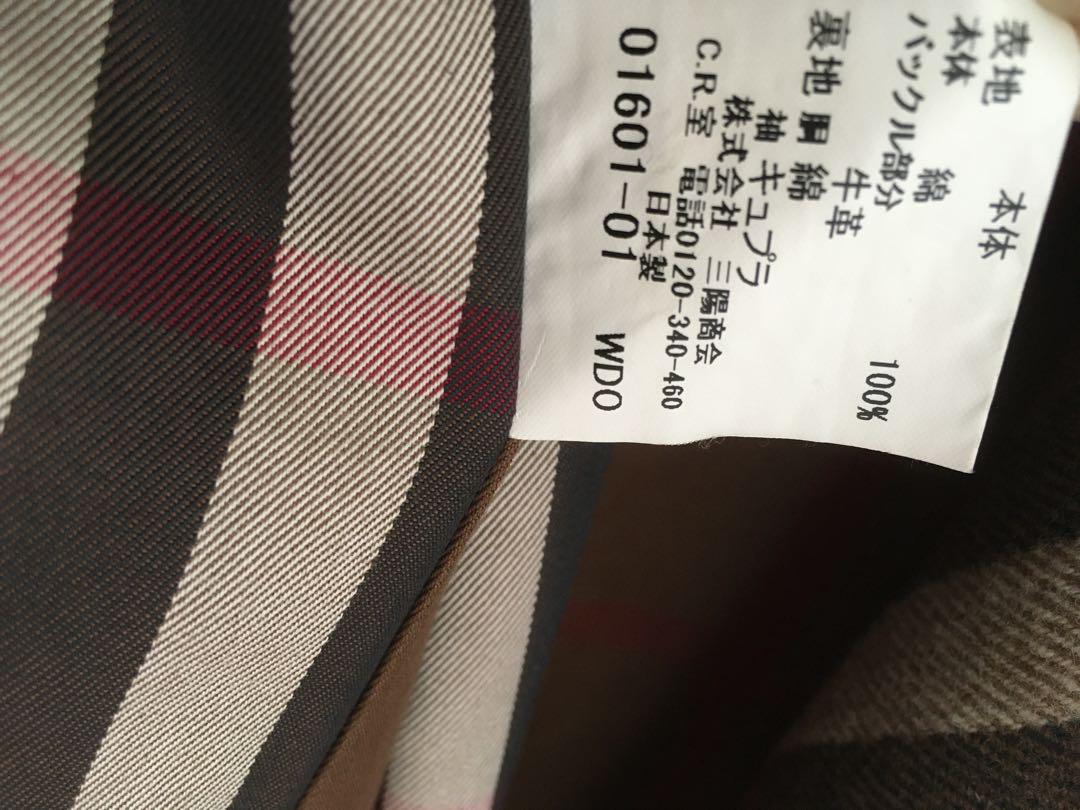 表地 本体
本体 綿 100%
バックル部分
牛革
裏地 胴 綿
袖 キュプラ
株式会社 三陽商会
C.R.室 電話0120-340-460
日本製
01601-01 WDO